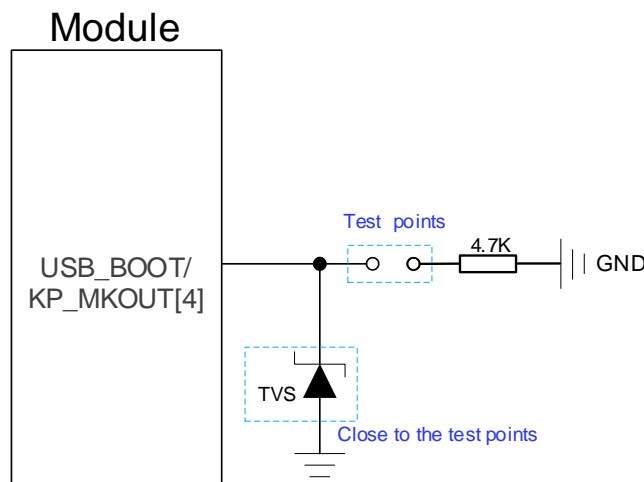 Module
Test points
4.7K
GND
USB_BOOT/
KP_MKOUT[4]
TVS
Close to the test points